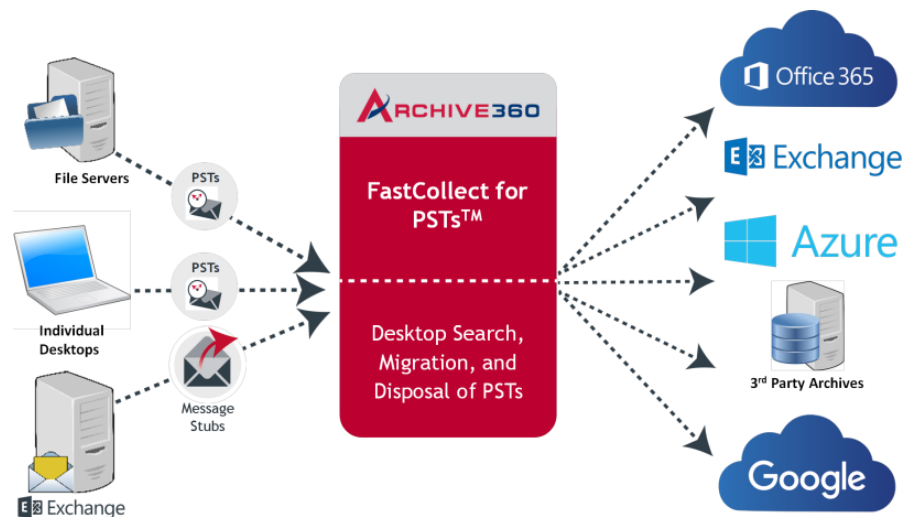 File Servers
PSTs
Individual
Desktops
PSTs
Message
Stubs
E Exchange
ARCHIVE360
FastCollect for
PSTs™
Desktop Search,
Migration, and
Disposal of PSTs
Office 365
E Exchange
Azure
3rd Party Archives
Google